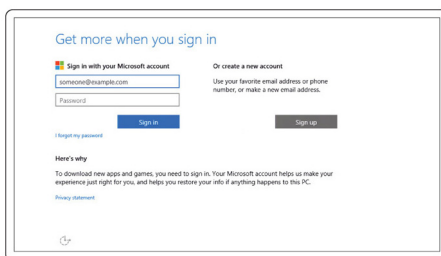 Get more when you sign in
Sign in with your Microsoft account
someone@example.com
Password
Sign in
I forgot my password
Or create a new account
Use your favorite email address or phone
number, or make a new email address.
Sign up
Here's why
To download new apps and games, you need to sign in. Your Microsoft account helps us make your
experience just right for you, and helps you restore your info if anything happens to this PC.
Privacy statement